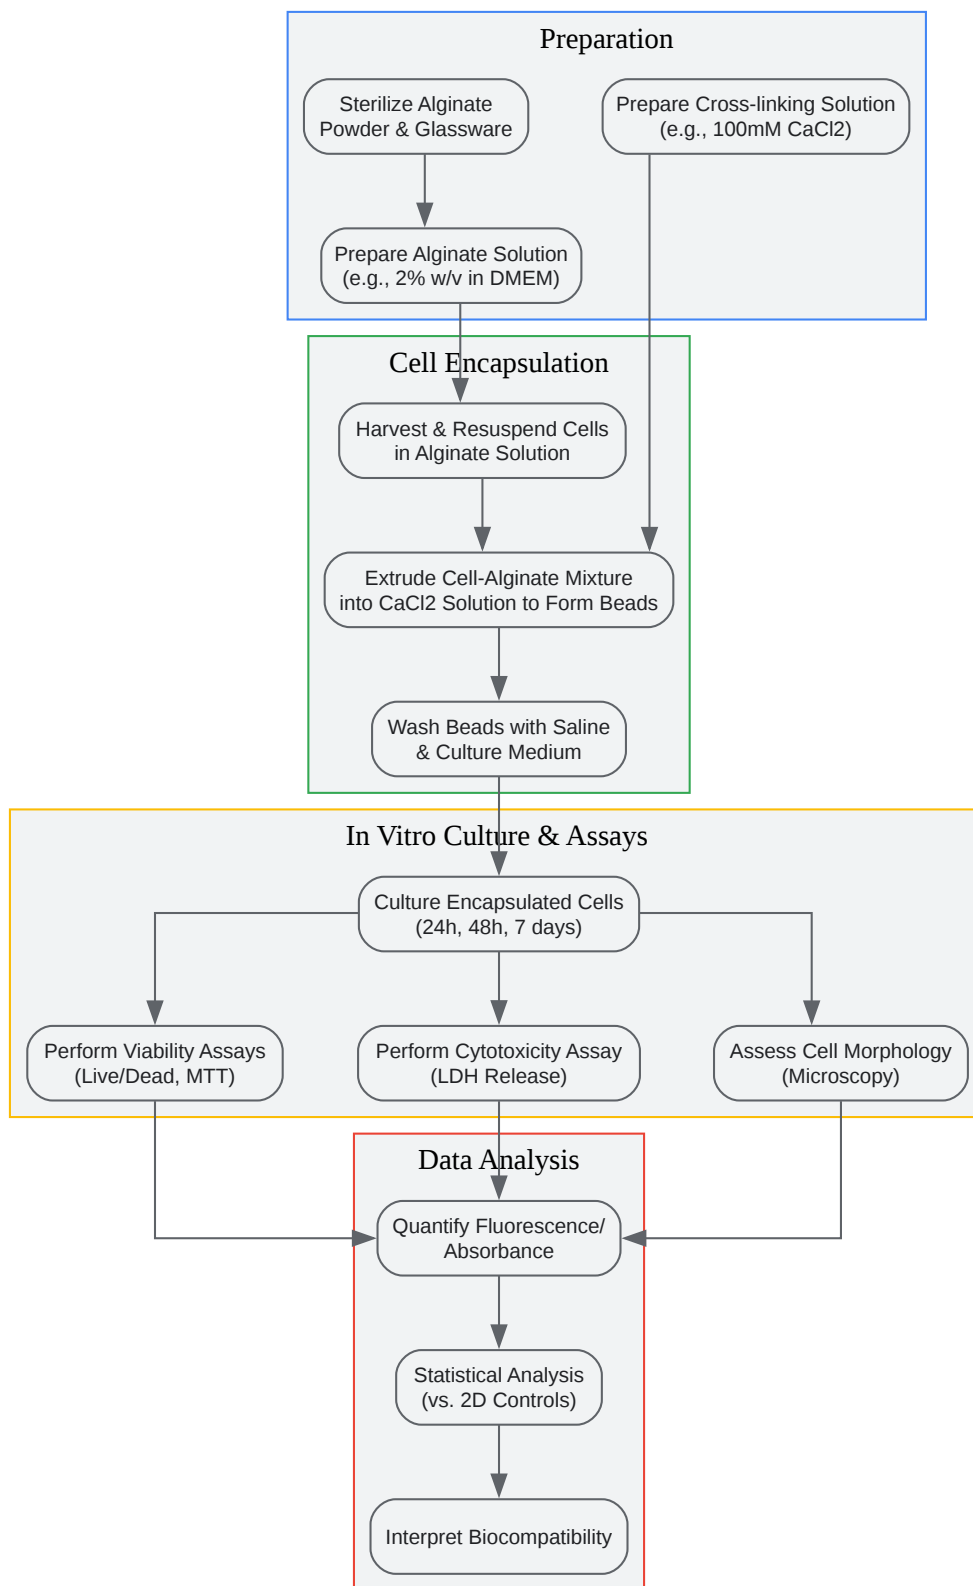 Preparation
Sterilize Alginate
Powder & Glassware
Prepare Cross-linking Solution
(e.g., 100mM CaCl2)
Prepare Alginate Solution
(e.g., 2% w/v in DMEM)
Cell Encapsulation
Harvest & Resuspend Cells
in Alginate Solution
Extrude Cell-Alginate Mixture
into CaCl2 Solution to Form Beads
Wash Beads with Saline
& Culture Medium
In Vitro Culture & Assays
Culture Encapsulated Cells
(24h, 48h, 7 days)
Perform Viability Assays
(Live/Dead, MTT)
Perform Cytotoxicity Assay
(LDH Release)
Assess Cell Morphology
(Microscopy)
Data Analysis
Quantify Fluorescence/
Absorbance
Statistical Analysis
(vs. 2D Controls)
Interpret Biocompatibility